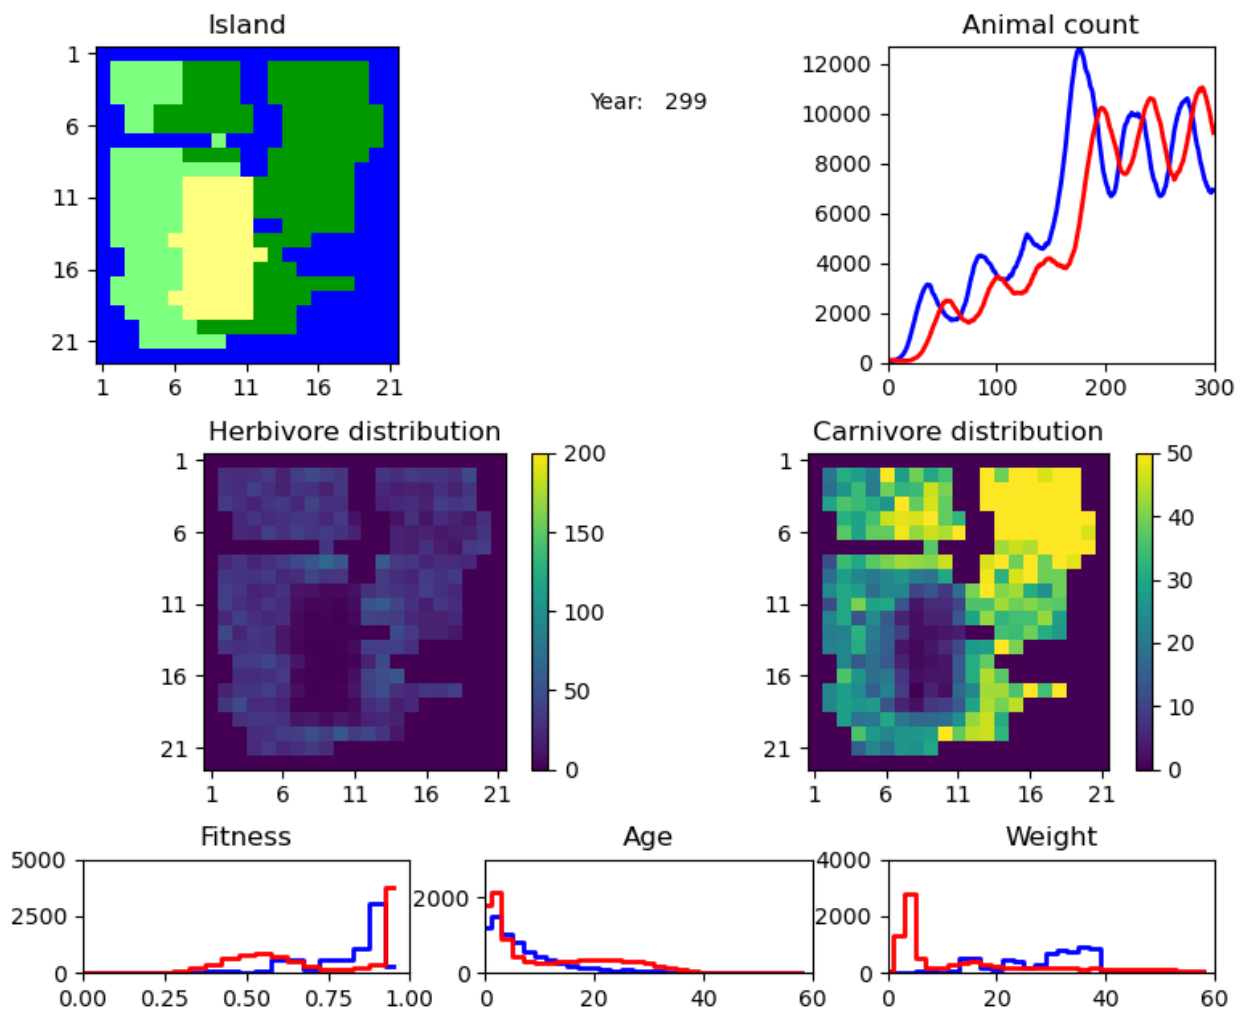 Island
1
6
11
16
21
1 6 11 16 21
Year: 299
Animal count
12000
10000
8000
6000
4000
2000
0
0 100 200 300
Herbivore distribution
1
6
11
16
21
1 6 11 16 21
200
150
100
50
0
Carnivore distribution
1
6
11
16
21
1 6 11 16 21
50
40
30
20
10
0
Fitness
5000
2500
0
0.00 0.25 0.50 0.75 1.00
Age
2000
0
0 20 40 60
Weight
4000
2000
0
0 20 40 60